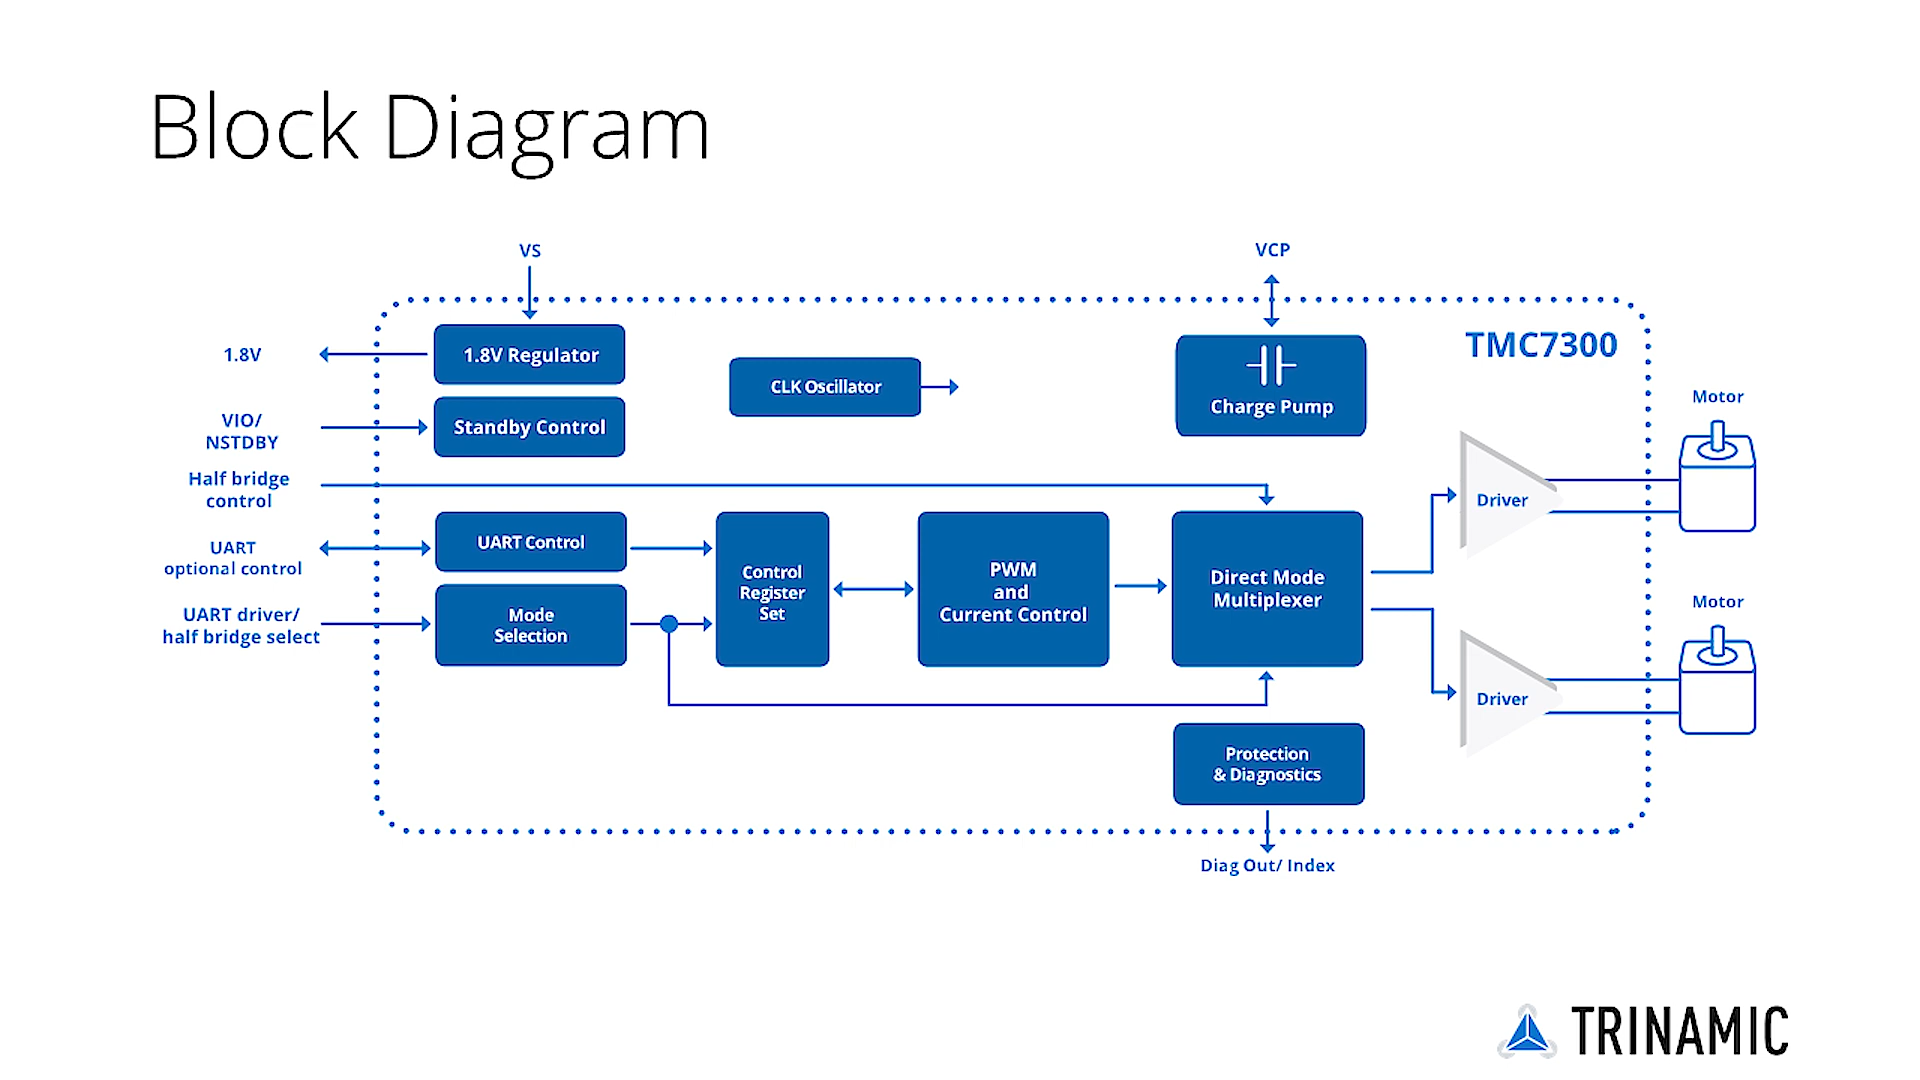 Block Diagram
VS
VCP
TMC7300
1.8V
1.8V Regulator
CLK Oscillator
Charge Pump
VIO/
NSTDBY
Standby Control
Half bridge
control
UART
optional control
UART Control
UART driver/
half bridge select
Mode
Selection
Control
Register
Set
PWM
and
Current Control
Direct Mode
Multiplexer
Driver
Motor
Driver
Motor
Protection
& Diagnostics
Diag Out/ Index
TRINAMIC